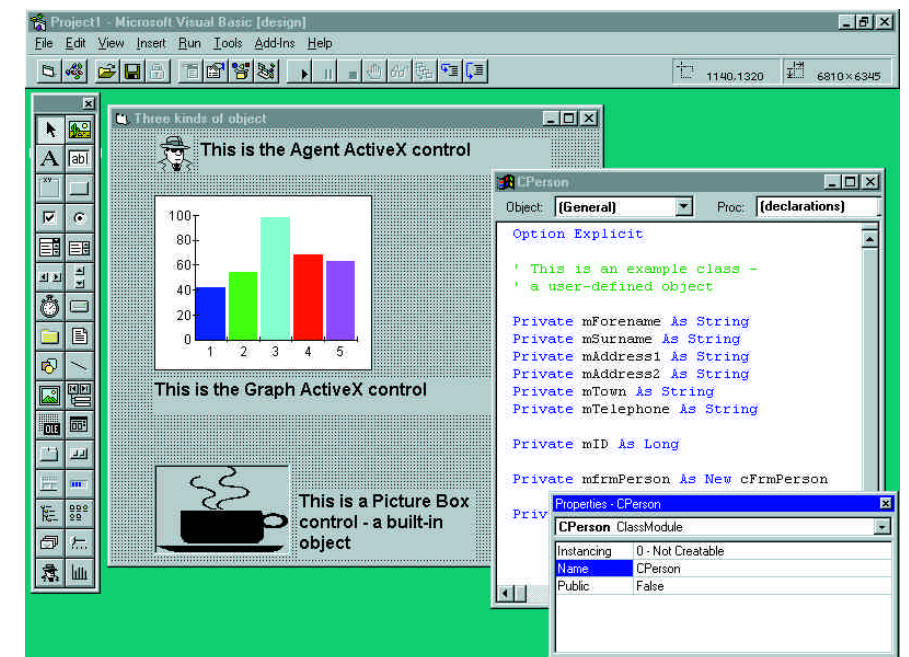 Project1 - Microsoft Visual Basic [design]
File Edit View Insert Run Tools Add-Ins Help
1140,1320 6810×6345
Three kinds of object
This is the Agent ActiveX control
100
80
60
40
20
0
1 2 3 4 5
This is the Graph ActiveX control
This is a Picture Box
control - a built-in
object
A
ab
XY
OLE
CPerson
Object: (General) Proc: (declarations)
Option Explicit
' This is an example class -
' a user-defined object
Private mForename As String
Private mSurname As String
Private mAddress1 As String
Private mAddress2 As String
Private mTown As String
Private mTelephone As String
Private mID As Long
Private mfrmPerson As New cFrmPerson
Priv
Properties - CPerson
CPerson ClassModule
Instancing 0 - Not Creatable
Name CPerson
Public False